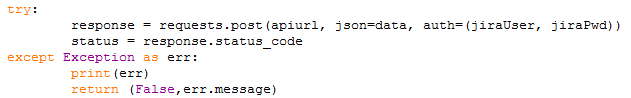 try:
        response = requests.post(apiurl, json=data, auth=(jiraUser, jiraPwd))
        status = response.status_code
except Exception as err:
        print(err)
        return (False,err.message)